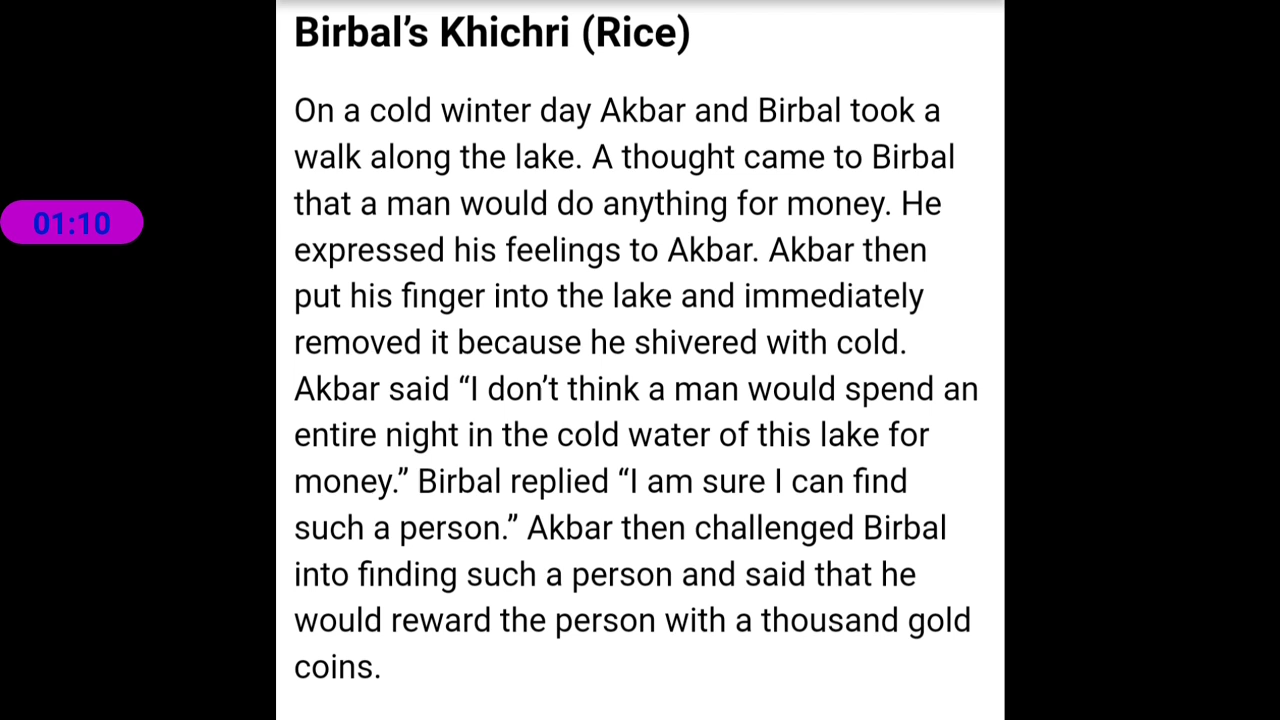 Birbal’s Khichri (Rice)
On a cold winter day Akbar and Birbal took a
walk along the lake. A thought came to Birbal
that a man would do anything for money. He
01:10
expressed his feelings to Akbar. Akbar then
put his finger into the lake and immediately
removed it because he shivered with cold.
Akbar said “I don’t think a man would spend an
entire night in the cold water of this lake for
money.” Birbal replied “I am sure I can find
such a person.” Akbar then challenged Birbal
into finding such a person and said that he
would reward the person with a thousand gold
coins.